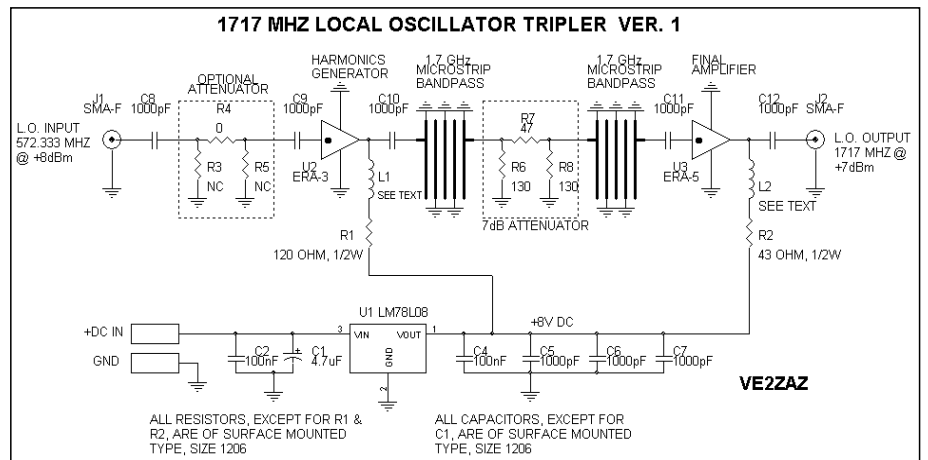 1717 MHZ LOCAL OSCILLATOR TRIPLER VER. 1
HARMONICS
GENERATOR
1.7 GHz
MICROSTRIP
BANDPASS
1.7 GHz
MICROSTRIP
BANDPASS
FINAL
AMPLIFIER
OPTIONAL
ATTENUATOR
J1
SMA-F
C8
1000pF
R4
0
C9
1000pF
C10
1000pF
R7
47
C11
1000pF
C12
1000pF
J2
SMA-F
L.O. INPUT
572.333 MHZ
@ +8dBm
R3
NC
R5
NC
U2
ERA-3
L1
SEE TEXT
R6
130
R8
130
7dB ATTENUATOR
U3
ERA-5
L2
SEE TEXT
L.O. OUTPUT
1717 MHZ @
+7dBm
R1
120 OHM, 1/2W
R2
43 OHM, 1/2W
U1 LM78L08
+DC IN
3
VIN
VOUT
1
GND
2
+8V DC
GND
C2
100nF
C1
4.7uF
C4
100nF
C5
1000pF
C6
1000pF
C7
1000pF
VE2ZAZ
ALL RESISTORS, EXCEPT FOR R1 &
R2, ARE OF SURFACE MOUNTED
TYPE, SIZE 1206
ALL CAPACITORS, EXCEPT FOR
C1, ARE OF SURFACE MOUNTED
TYPE, SIZE 1206